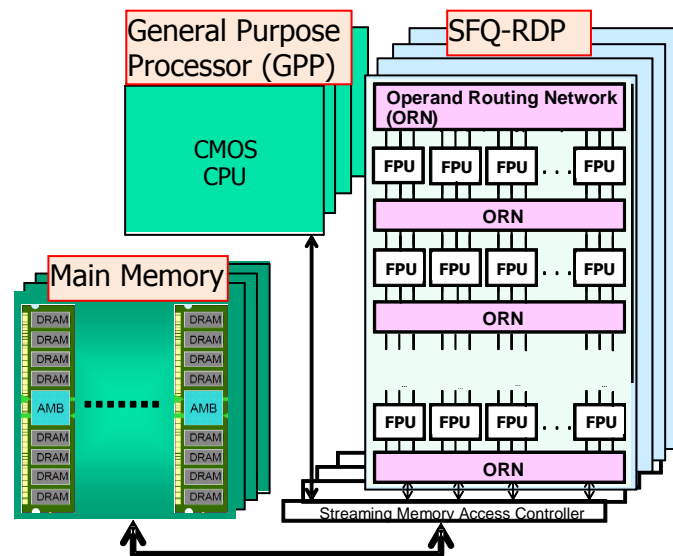 General Purpose
Processor (GPP)
CMOS
CPU
SFQ-RDP
Operand Routing Network
(ORN)
FPU FPU FPU . . . FPU
ORN
FPU FPU FPU . . . FPU
ORN
... ... ... ...
FPU FPU FPU . . . FPU
ORN
Streaming Memory Access Controller
Main Memory
DRAM DRAM
DRAM DRAM
DRAM DRAM
DRAM DRAM
AMB AMB
DRAM DRAM
DRAM DRAM
DRAM DRAM
DRAM DRAM